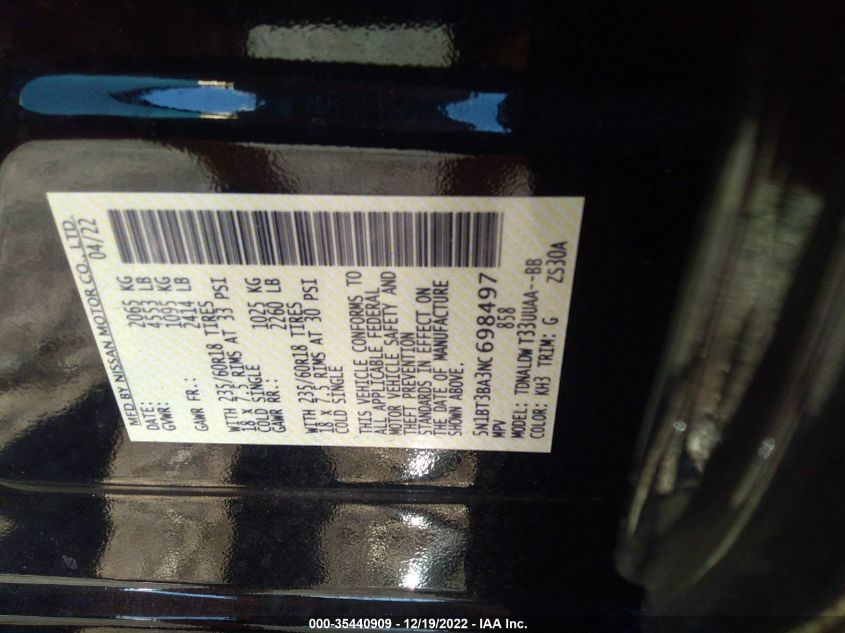 MFD BY NISSAN MOTOR CO., LTD.
DATE: 04/22
GVWR: 2065 KG
4553 LB
GAWR FR.: 1095 KG
2414 LB
WITH 235/60R18 TIRES
18 X 7.5 RIMS AT 33 PSI
COLD SINGLE
GAWR RR.: 1025 KG
2260 LB
WITH 235/60R18 TIRES
18 X 7.5 RIMS AT 30 PSI
COLD SINGLE
THIS VEHICLE CONFORMS TO
ALL APPLICABLE FEDERAL
MOTOR VEHICLE SAFETY AND
THEFT PREVENTION
STANDARDS IN EFFECT ON
THE DATE OF MANUFACTURE
SHOWN ABOVE.
5N1BT3BA3NC698497
MPV 858
MODEL: TDNALDWT33UUAA--BB
COLOR: KH3 TRIM: G ZS30A
000-35440909 - 12/19/2022 - IAA Inc.